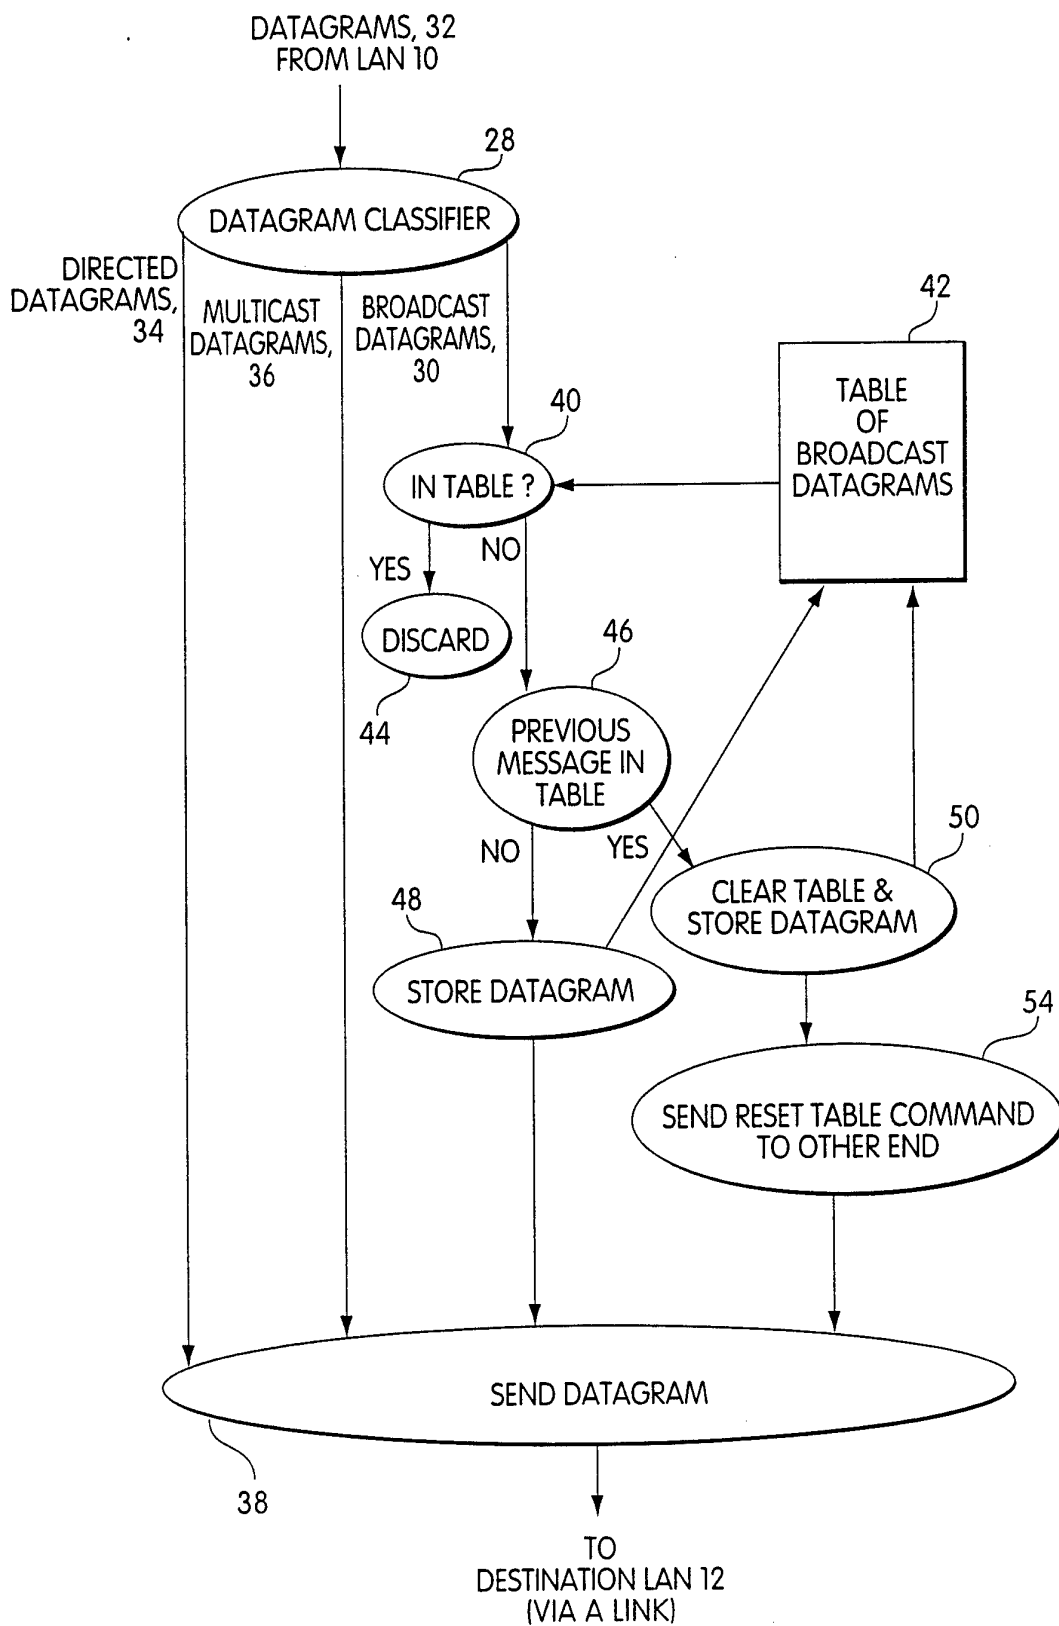 DATAGRAMS, 32
FROM LAN 10
28
DATAGRAM CLASSIFIER
DIRECTED
DATAGRAMS,
34
MULTICAST
DATAGRAMS,
36
BROADCAST
DATAGRAMS,
30
42
TABLE
OF
BROADCAST
DATAGRAMS
40
IN TABLE ?
YES
NO
DISCARD
44
46
PREVIOUS
MESSAGE IN
TABLE
NO
YES
50
CLEAR TABLE &
STORE DATAGRAM
48
STORE DATAGRAM
54
SEND RESET TABLE COMMAND
TO OTHER END
SEND DATAGRAM
38
TO
DESTINATION LAN 12
(VIA A LINK)